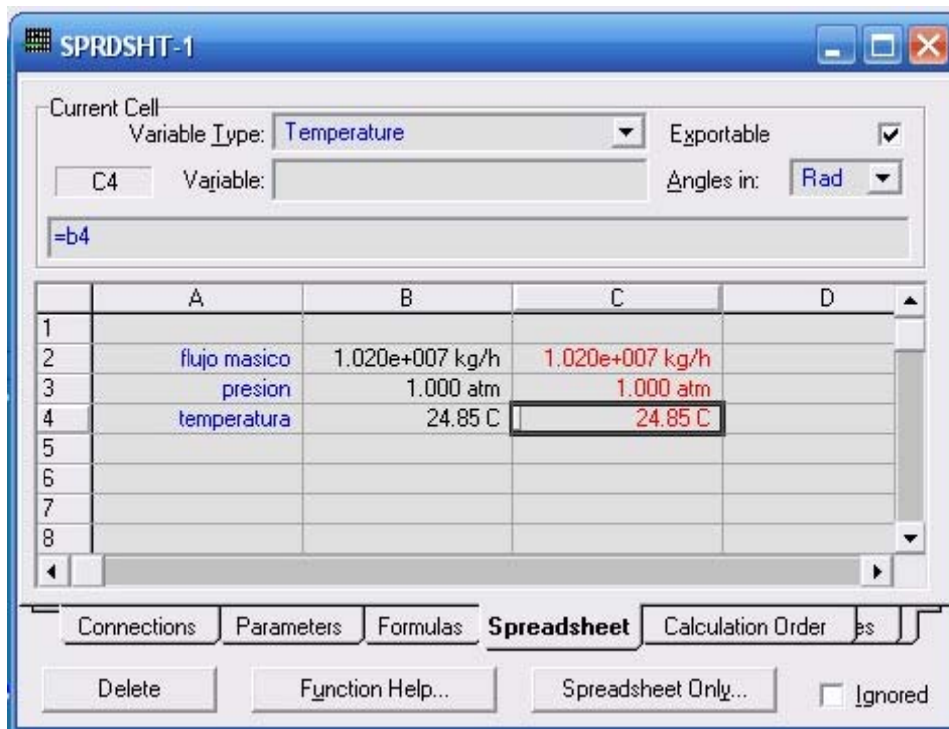 SPRDSHT-1
Current Cell
Variable Type: Temperature Exportable
C4 Variable: Angles in: Rad
=b4
A B C D
1
2 flujo masico 1.020e+007 kg/h 1.020e+007 kg/h
3 presion 1.000 atm 1.000 atm
4 temperatura 24.85 C 24.85 C
5
6
7
8
Connections Parameters Formulas Spreadsheet Calculation Order es
Delete Function Help... Spreadsheet Only... Ignored